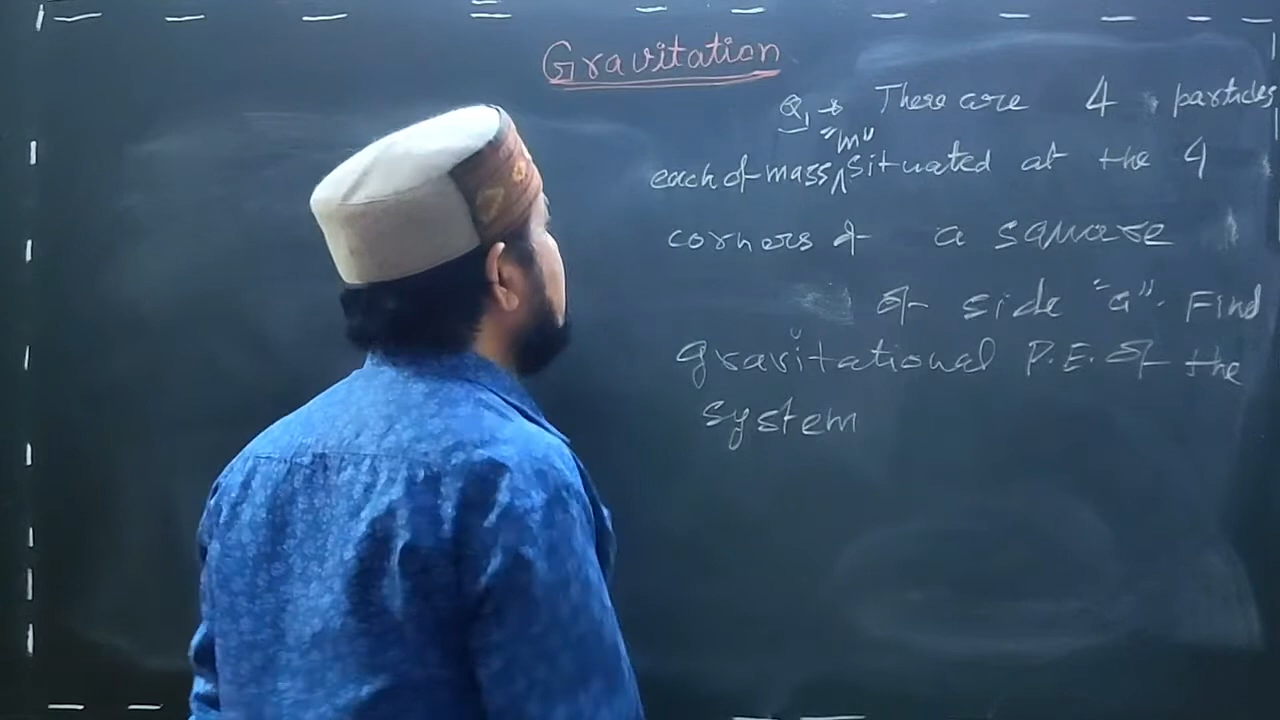 Gravitation
Q1 → There are 4 particles
"m"
each of mass ∧ situated at the 4
corners of a square
of side "a". Find
gravitational P.E. of the
system